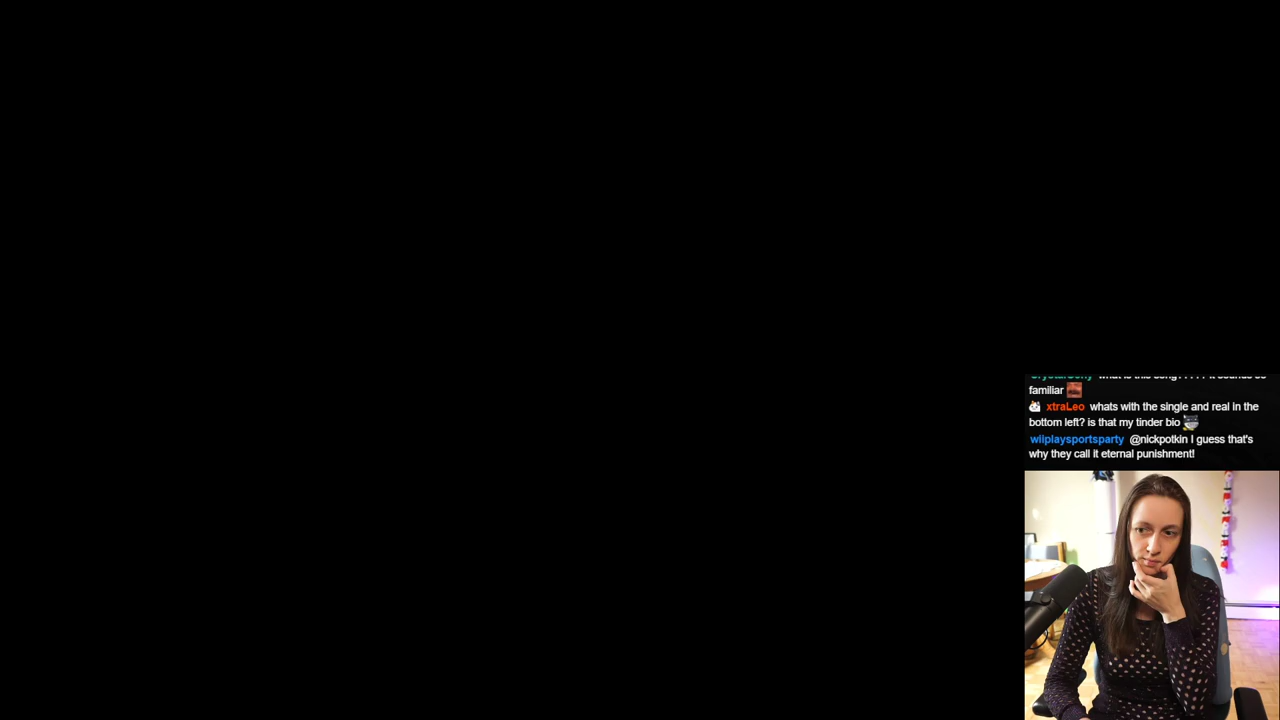 familiar
xtraLeo whats with the single and real in the
bottom left? is that my tinder bio
wiiplaysportsparty @nickpotkin I guess that's
why they call it eternal punishment!